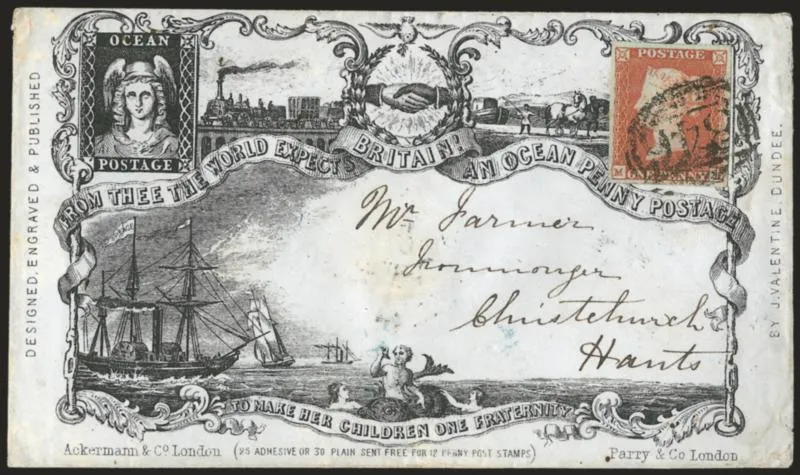 OCEAN
POSTAGE
POSTAGE
DESIGNED, ENGRAVED & PUBLISHED
BY J. VALENTINE, DUNDEE.
BRITAIN!
FROM THEE THE WORLD EXPECTS AN OCEAN PENNY POSTAGE
Mr Farmer
Ironmonger
Christchurch
Hants
TO MAKE HER CHILDREN ONE FRATERNITY
Ackermann & Co London (25 ADHESIVE OR 30 PLAIN SENT FREE FOR 12 PENNY POST STAMPS) Parry & Co London